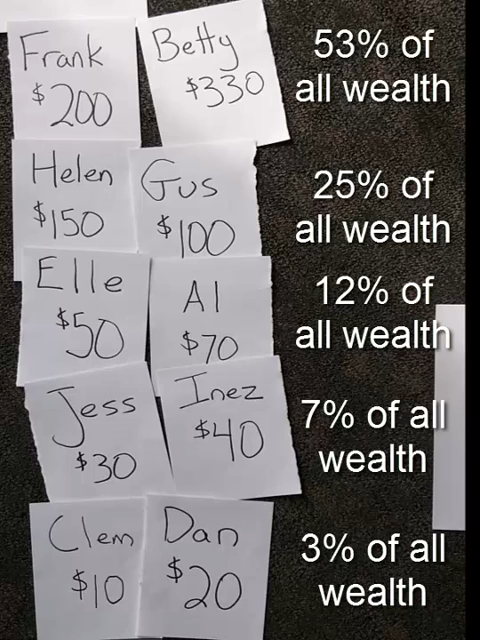 Frank
$200
Betty
$330
53% of
all wealth
Helen
$150
Gus
$100
25% of
all wealth
Elle
$50
Al
$70
12% of
all wealth
Jess
$30
Inez
$40
7% of all
wealth
Clem
$10
Dan
$20
3% of all
wealth